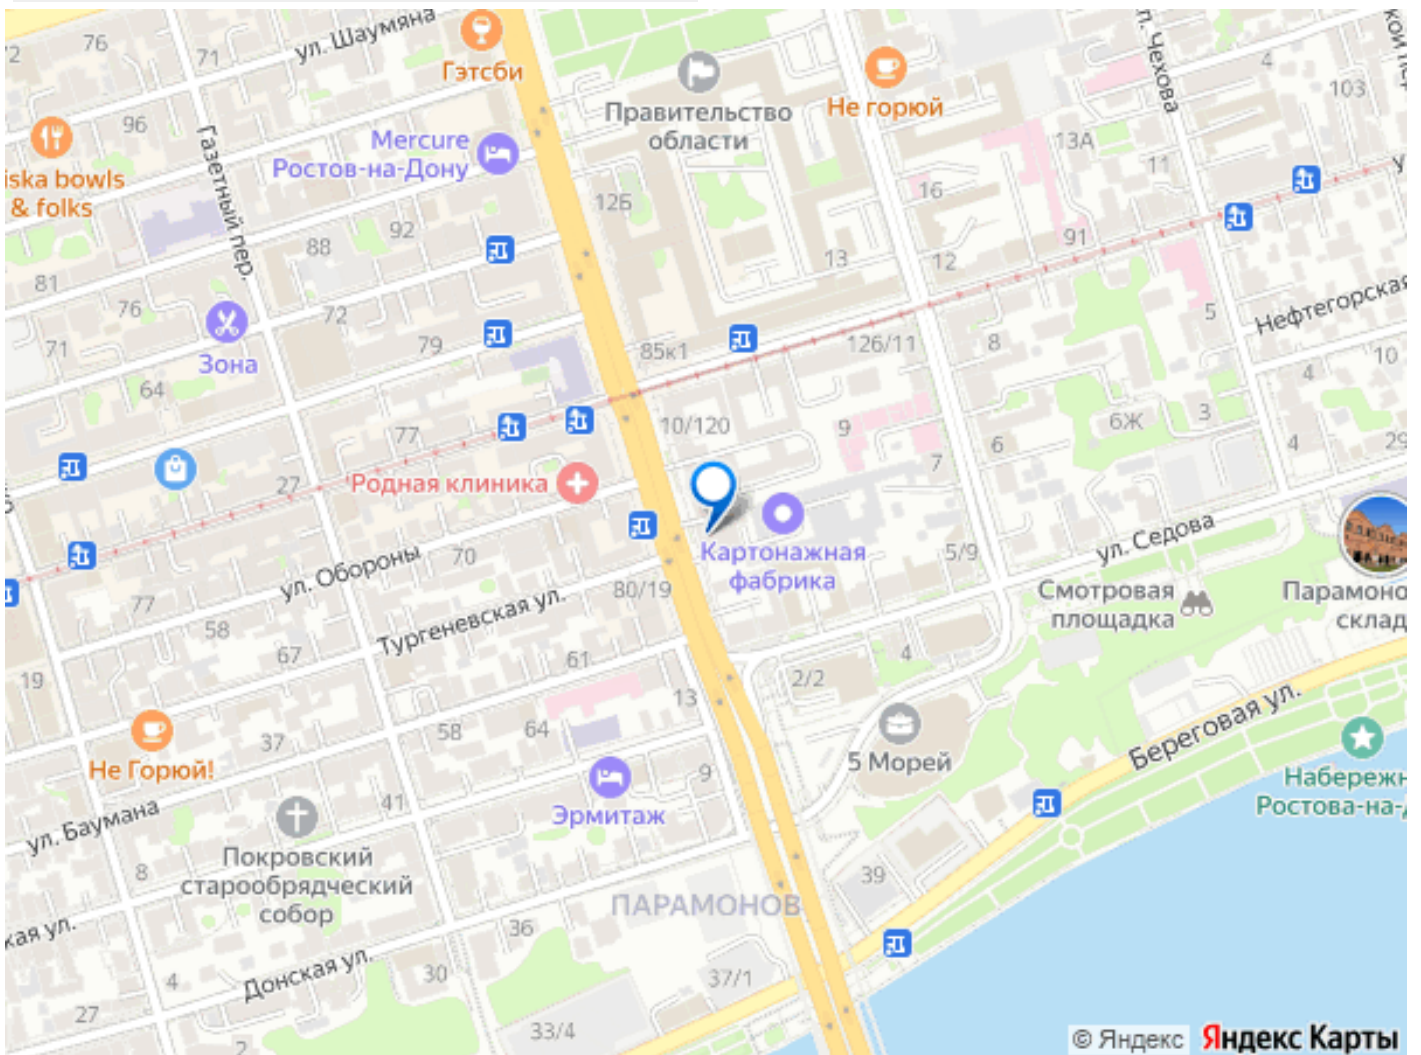 ул. Шаумяна
76
71
72
Гэтсби
Правительство
области
Не горюй
пл. Чехова
4
103
96
Mercure
Ростов-на-Дону
Газетный пер.
iska bowls
& folks
13А
11
16
12Б
92
88
91
13
12
81
76
72
Зона
71
79
85к1
126/11
8
5
Нефтегорская
10
4
64
77
10/120
9
6Ж
3
6
7
4
29
27
Родная клиника
Картонажная
фабрика
ул. Седова
5/9
ул. Обороны
70
80/19
Смотровая
площадка
Парамоно
склад
77
58
Тургеневская ул.
67
61
4
2/2
19
13
58
64
37
Не Горюй!
5 Морей
Береговая ул.
9
Эрмитаж
Набережн
Ростова-на-Д
ул. Баумана
41
Покровский
старообрядческий
собор
8
39
ПАРАМОНОВ
кая ул.
36
Донская ул.
30
4
37/1
27
33/4
2
© Яндекс Яндекс Карты